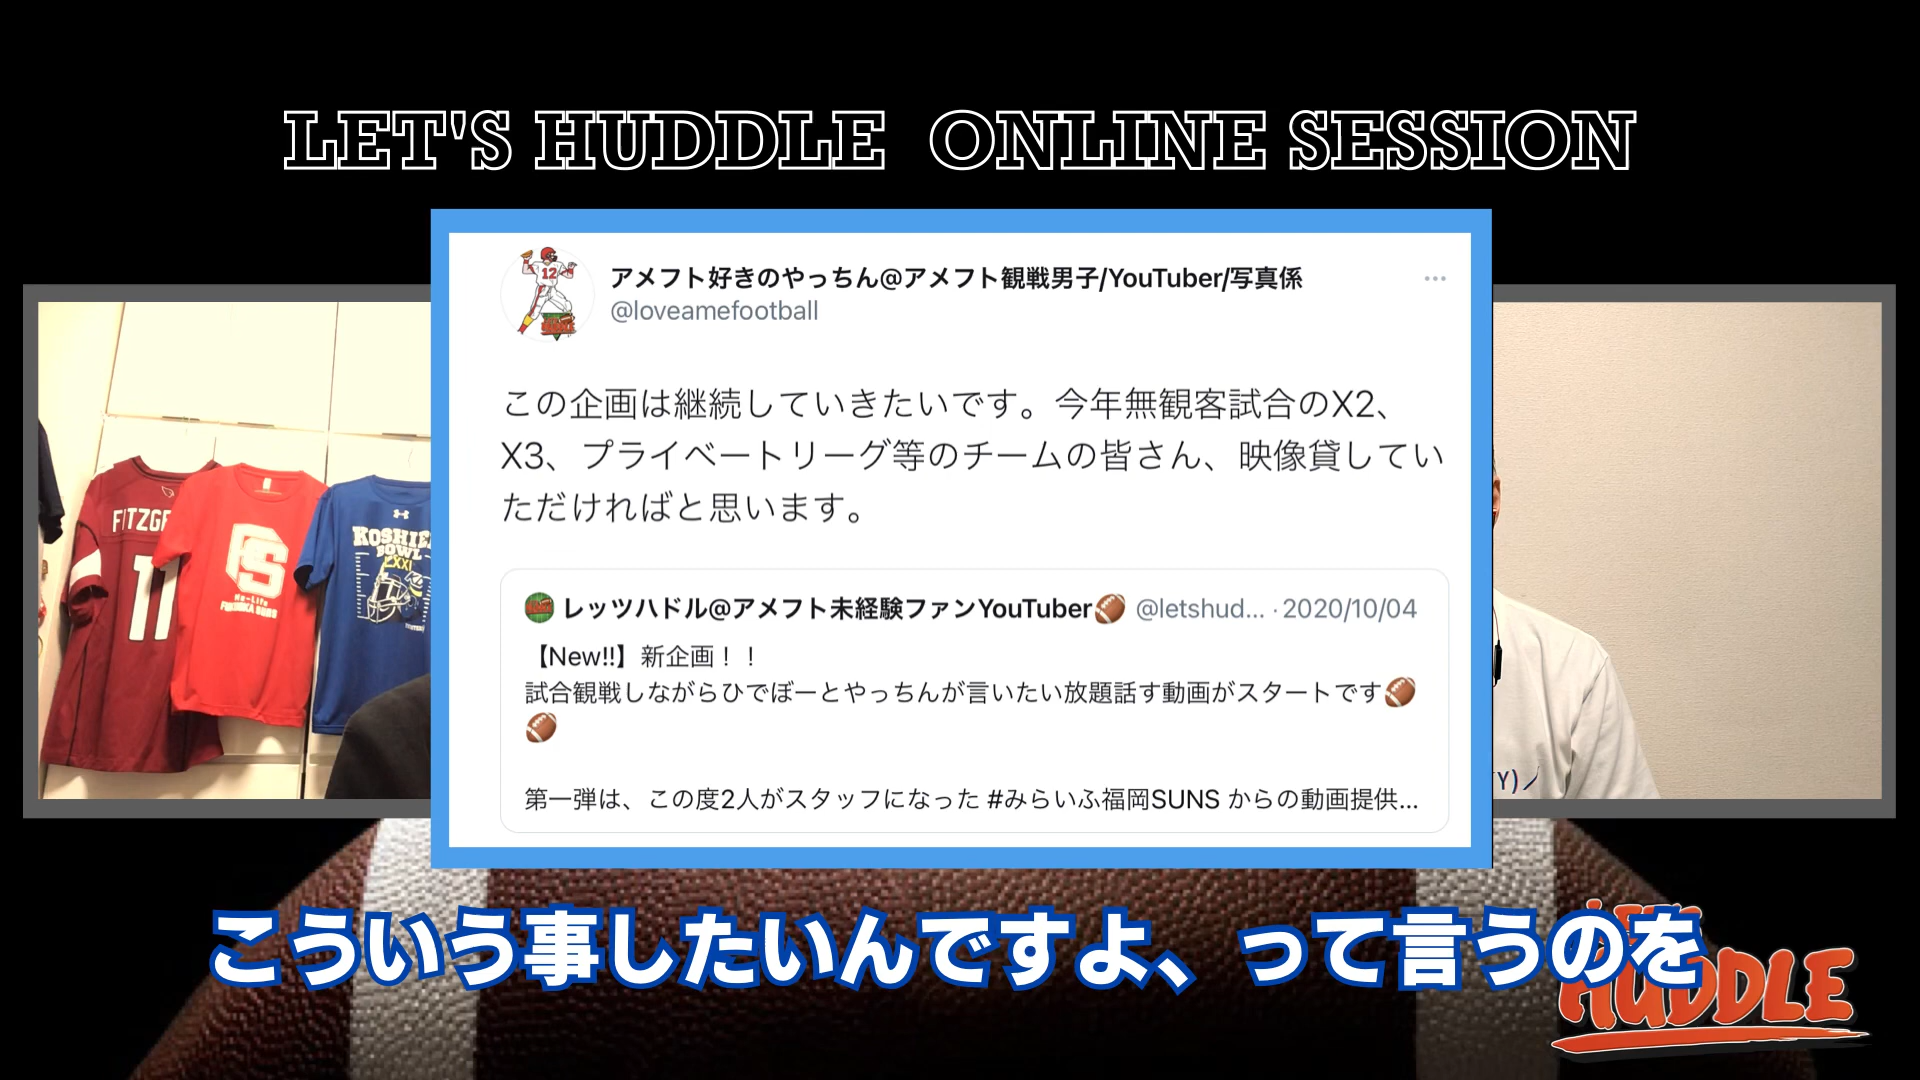 LET'S HUDDLE ONLINE SESSION
アメフト好きのやっちん@アメフト観戦男子/YouTuber/写真係
@loveamefootball
この企画は継続していきたいです。今年無観客試合のX2、
X3、プライベートリーグ等のチームの皆さん、映像貸してい
ただければと思います。
レッツハドル@アメフト未経験ファンYouTuber🏈 @letshud... · 2020/10/04
【New!!】新企画！！
試合観戦しながらひでぼーとやっちんが言いたい放題話す動画がスタートです🏈
🏈
第一弾は、この度2人がスタッフになった #みらいふ福岡SUNS からの動画提供...
12
11
FS
FUKUOKA SUNS
BOWL
Y)
こういう事したいんですよ、って言うのを
HUDDLE